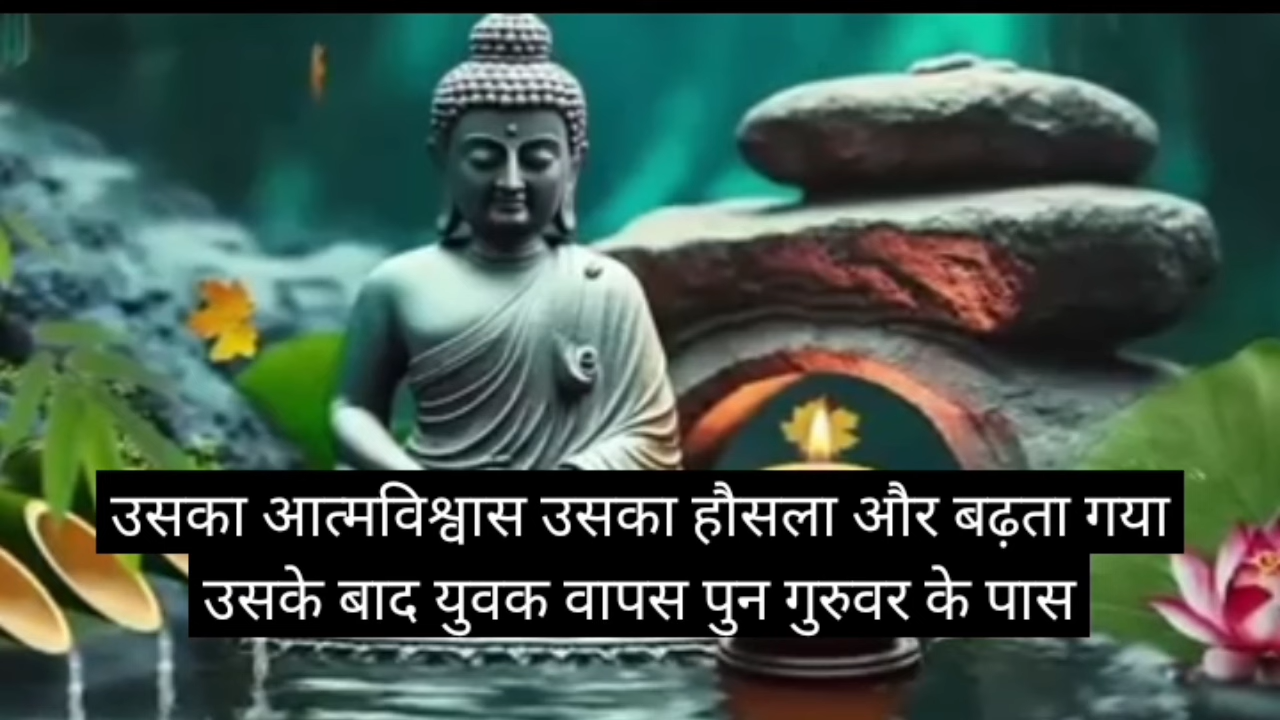 उसका आत्मविश्वास उसका हौसला और बढ़ता गया
उसके बाद युवक वापस पुन गुरुवर के पास